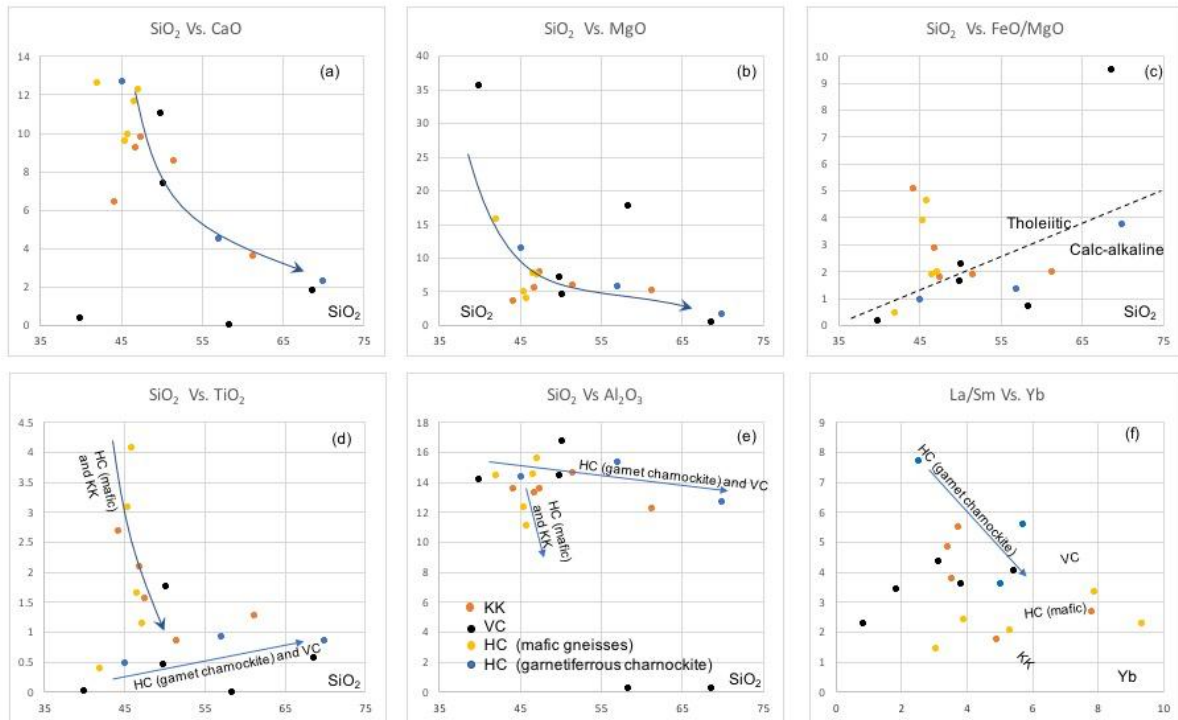 SiO2 Vs. CaO
14
12
10
8
6
4
2
0
(a)
SiO2
35 45 55 65 75
SiO2 Vs. MgO
40
35
30
25
20
15
10
5
0
(b)
SiO2
35 45 55 65 75
SiO2 Vs. FeO/MgO
10
9
8
7
6
5
4
3
2
1
0
(c)
Tholeiitic
Calc-alkaline
SiO2
35 45 55 65 75
SiO2 Vs. TiO2
4.5
4
3.5
3
2.5
2
1.5
1
0.5
0
(d)
HC (mafic)
and KK
HC (garnet charnockite) and VC
SiO2
35 45 55 65 75
SiO2 Vs Al2O3
18
16
14
12
10
8
6
4
2
0
(e)
HC (garnet charnockite) and VC
HC (mafic)
and KK
KK
VC
HC (mafic gneisses)
HC (garnetiferrous charnockite)
SiO2
35 45 55 65 75
La/Sm Vs. Yb
9
8
7
6
5
4
3
2
1
0
(f)
HC (garnet charnockite)
VC
HC (mafic)
KK
Yb
0 2 4 6 8 10